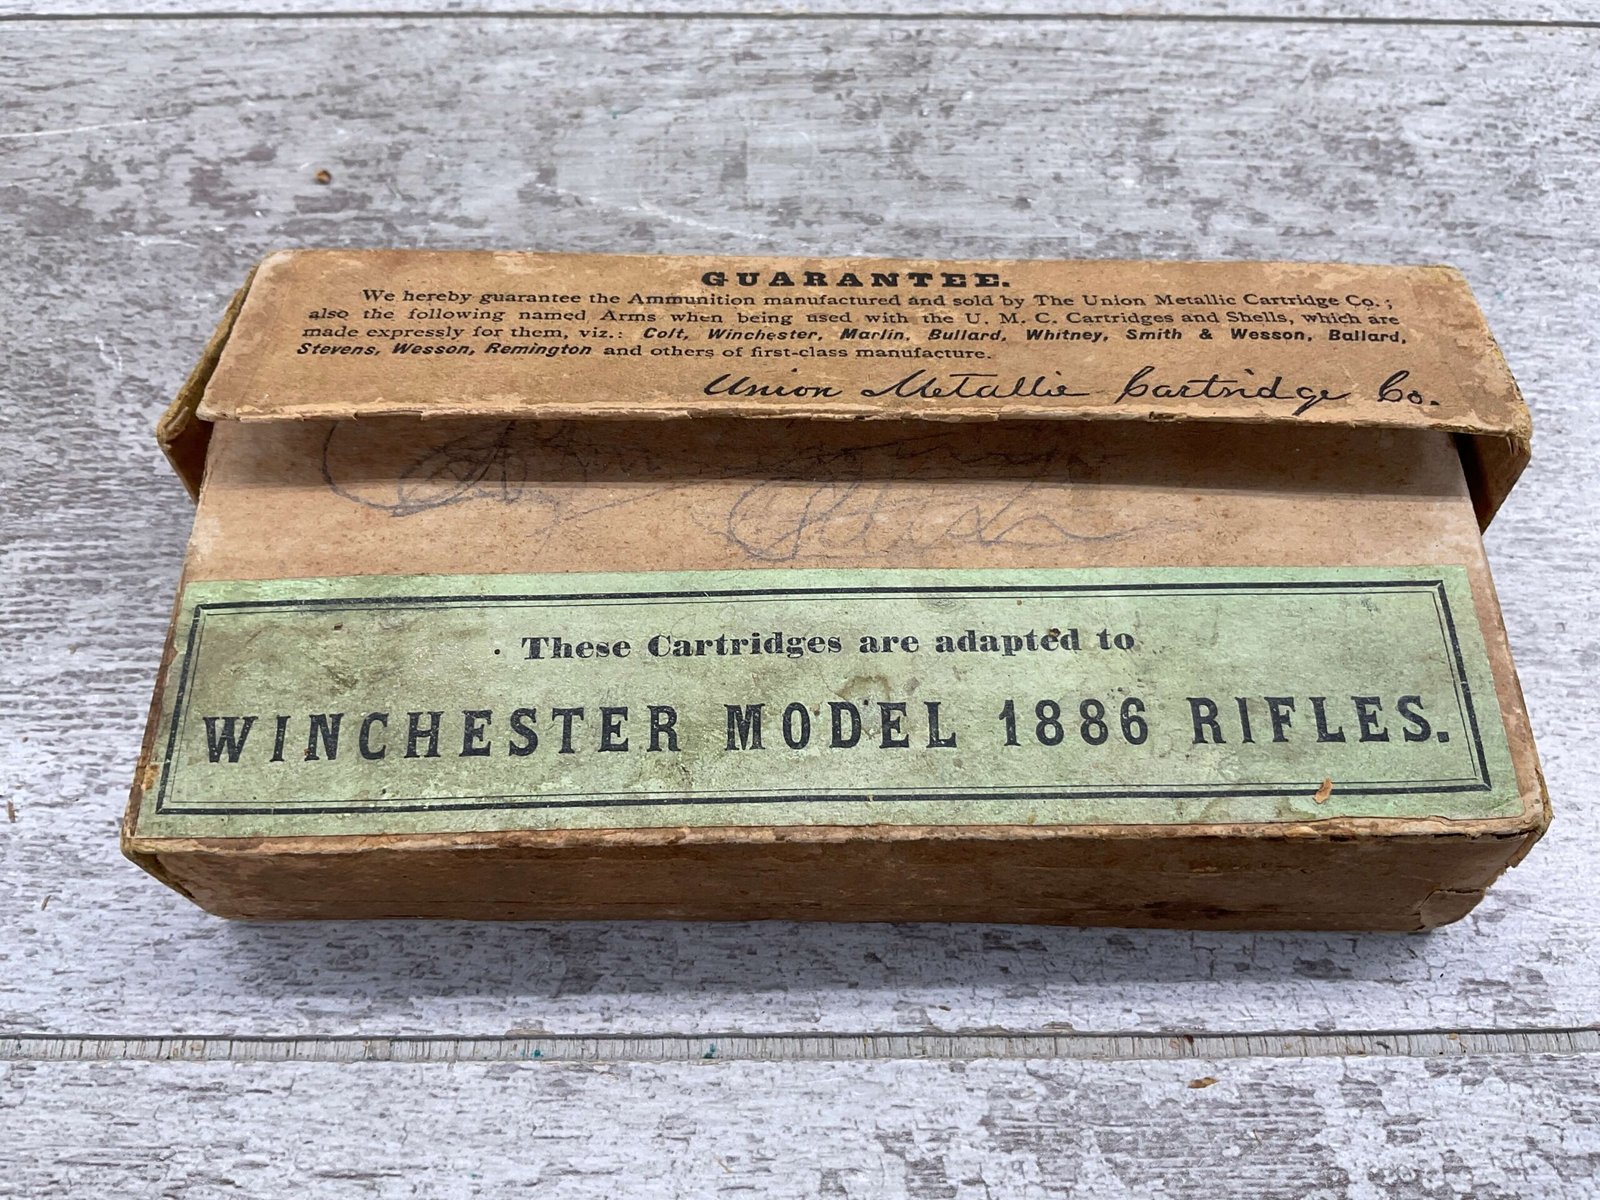 GUARANTEE.
We hereby guarantee the Ammunition manufactured and sold by The Union Metallic Cartridge Co.;
also the following named Arms when being used with the U. M. C. Cartridges and Shells, which are
made expressly for them, viz.: Colt, Winchester, Marlin, Bullard, Whitney, Smith & Wesson, Ballard,
Stevens, Wesson, Remington and others of first-class manufacture.
Union Metallic Cartridge Co.
These Cartridges are adapted to
WINCHESTER MODEL 1886 RIFLES.